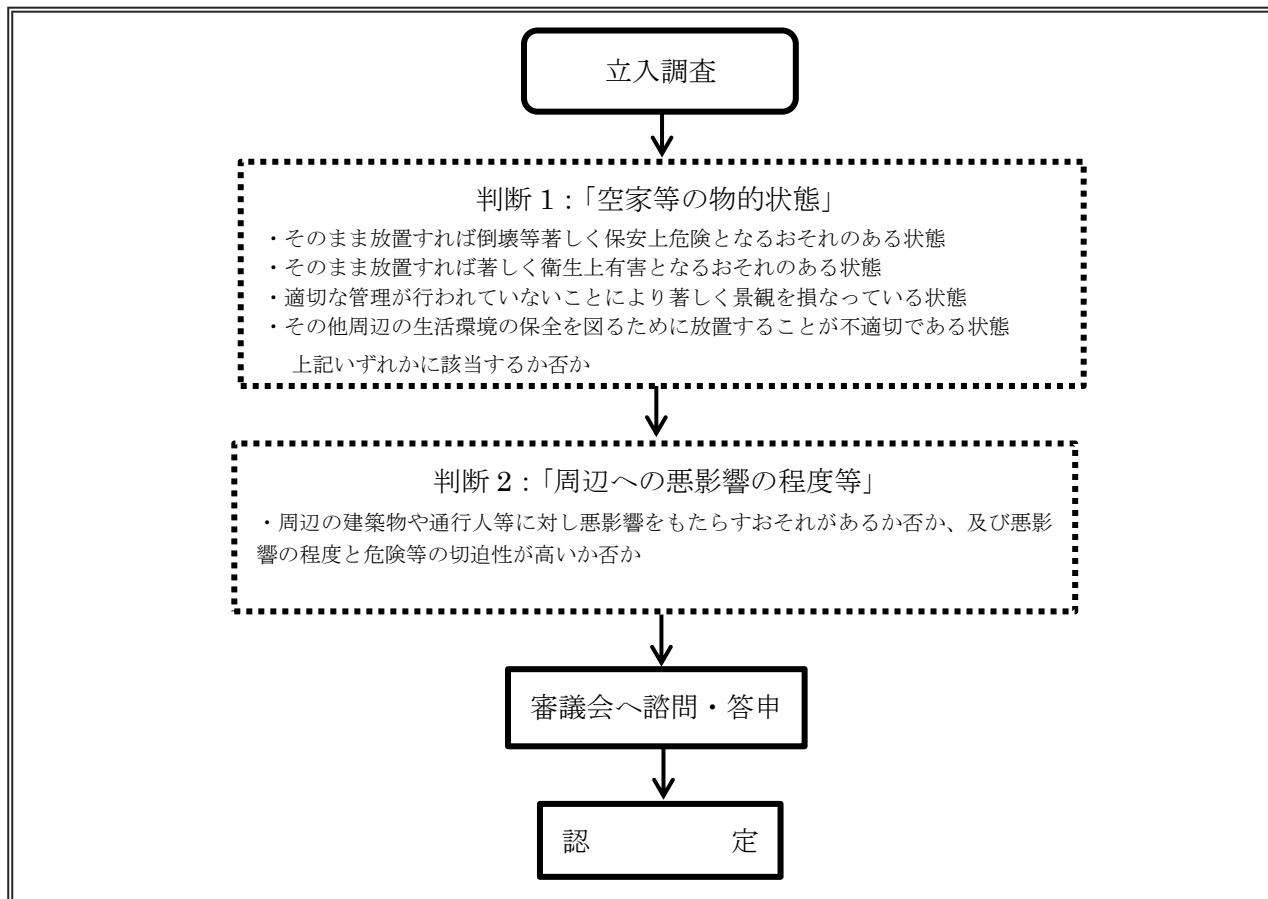 立入調査
判断 1:「空家等の物的状態」
・そのまま放置すれば倒壊等著しく保安上危険となるおそれのある状態
・そのまま放置すれば著しく衛生上有害となるおそれのある状態
・適切な管理が行われていないことにより著しく景観を損なっている状態
・その他周辺の生活環境の保全を図るために放置することが不適切である状態
上記いずれかに該当するか否か
判断 2:「周辺への悪影響の程度等」
・周辺の建築物や通行人等に対し悪影響をもたらすおそれがあるか否か、及び悪影
響の程度と危険等の切迫性が高いか否か
審議会へ諮問・答申
認　　　　　定